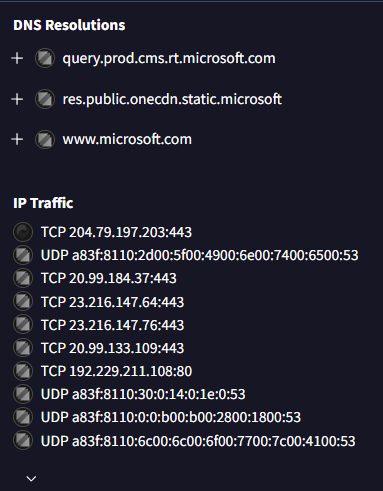 DNS Resolutions
query.prod.cms.rt.microsoft.com
res.public.onecdn.static.microsoft
www.microsoft.com
IP Traffic
TCP 204.79.197.203:443
UDP a83f:8110:2d00:5f00:4900:6e00:7400:6500:53
TCP 20.99.184.37:443
TCP 23.216.147.64:443
TCP 23.216.147.76:443
TCP 20.99.133.109:443
TCP 192.229.211.108:80
UDP a83f:8110:30:0:14:0:1e:0:53
UDP a83f:8110:0:0:b00:b00:2800:1800:53
UDP a83f:8110:6c00:6c00:6f00:7700:7c00:4100:53